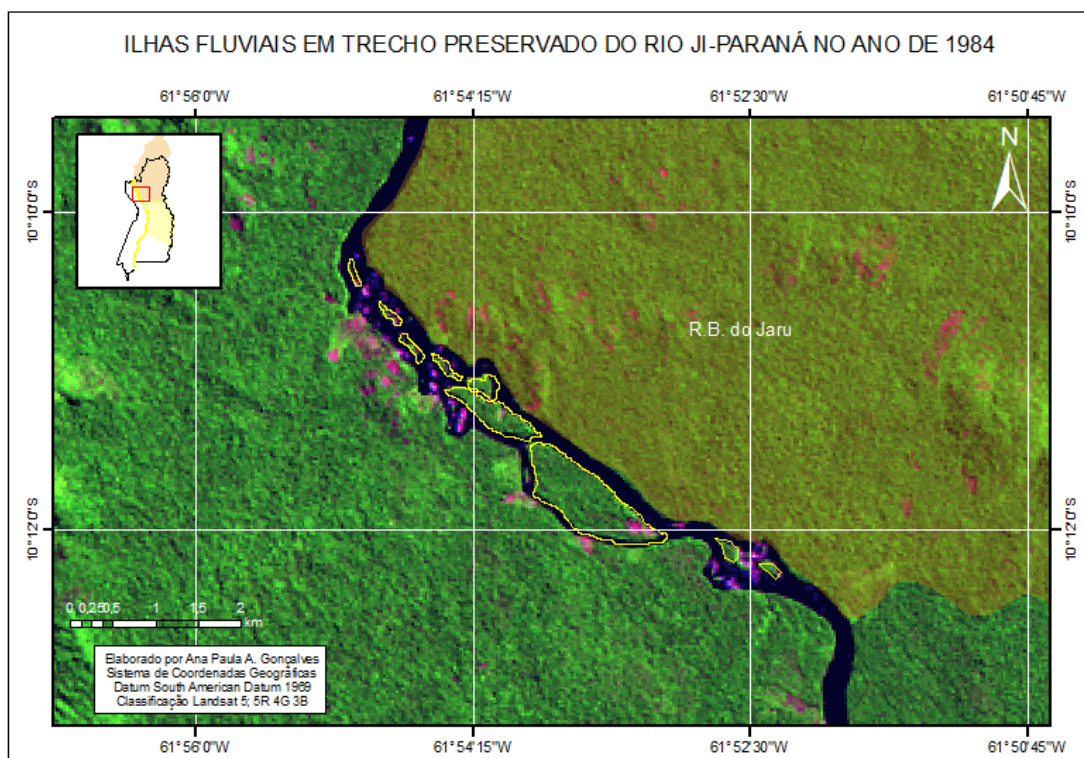 ILHAS FLUVIAIS EM TRECHO PRESERVADO DO RIO JI-PARANÁ NO ANO DE 1984
61°56'0"W 61°54'15"W 61°52'30"W 61°50'45"W
N
10°10'0"S 10°10'0"S
R.B. do Jaru
10°12'0"S 10°12'0"S
0 0,25 0,5 1 1,5 2
km
Elaborado por Ana Paula A. Gonçalves
Sistema de Coordenadas Geográficas
Datum South American Datum 1969
Classificação Landsat 5; 5R 4G 3B
61°56'0"W 61°54'15"W 61°52'30"W 61°50'45"W